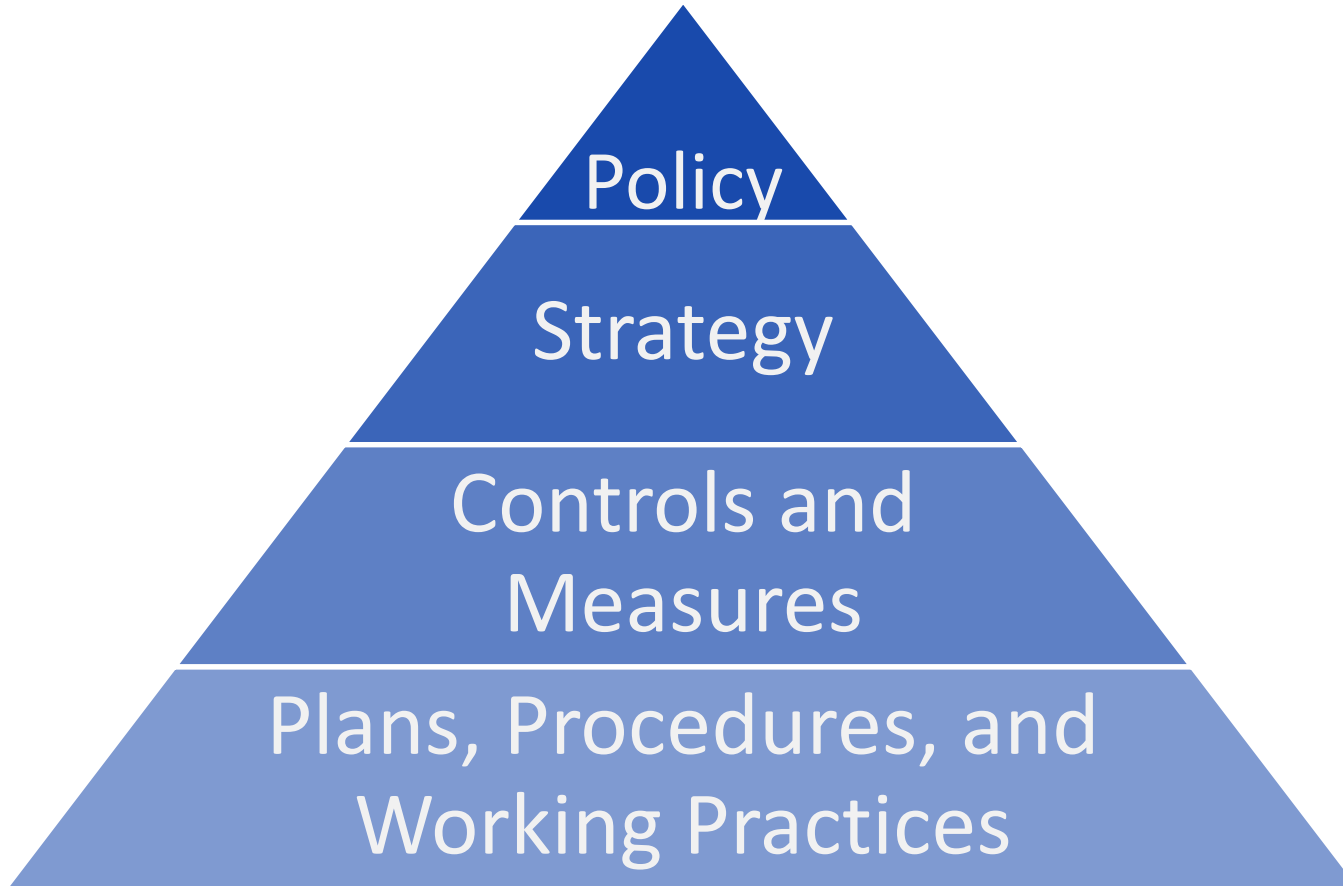 Policy
Strategy
Controls and
Measures
Plans, Procedures, and
Working Practices